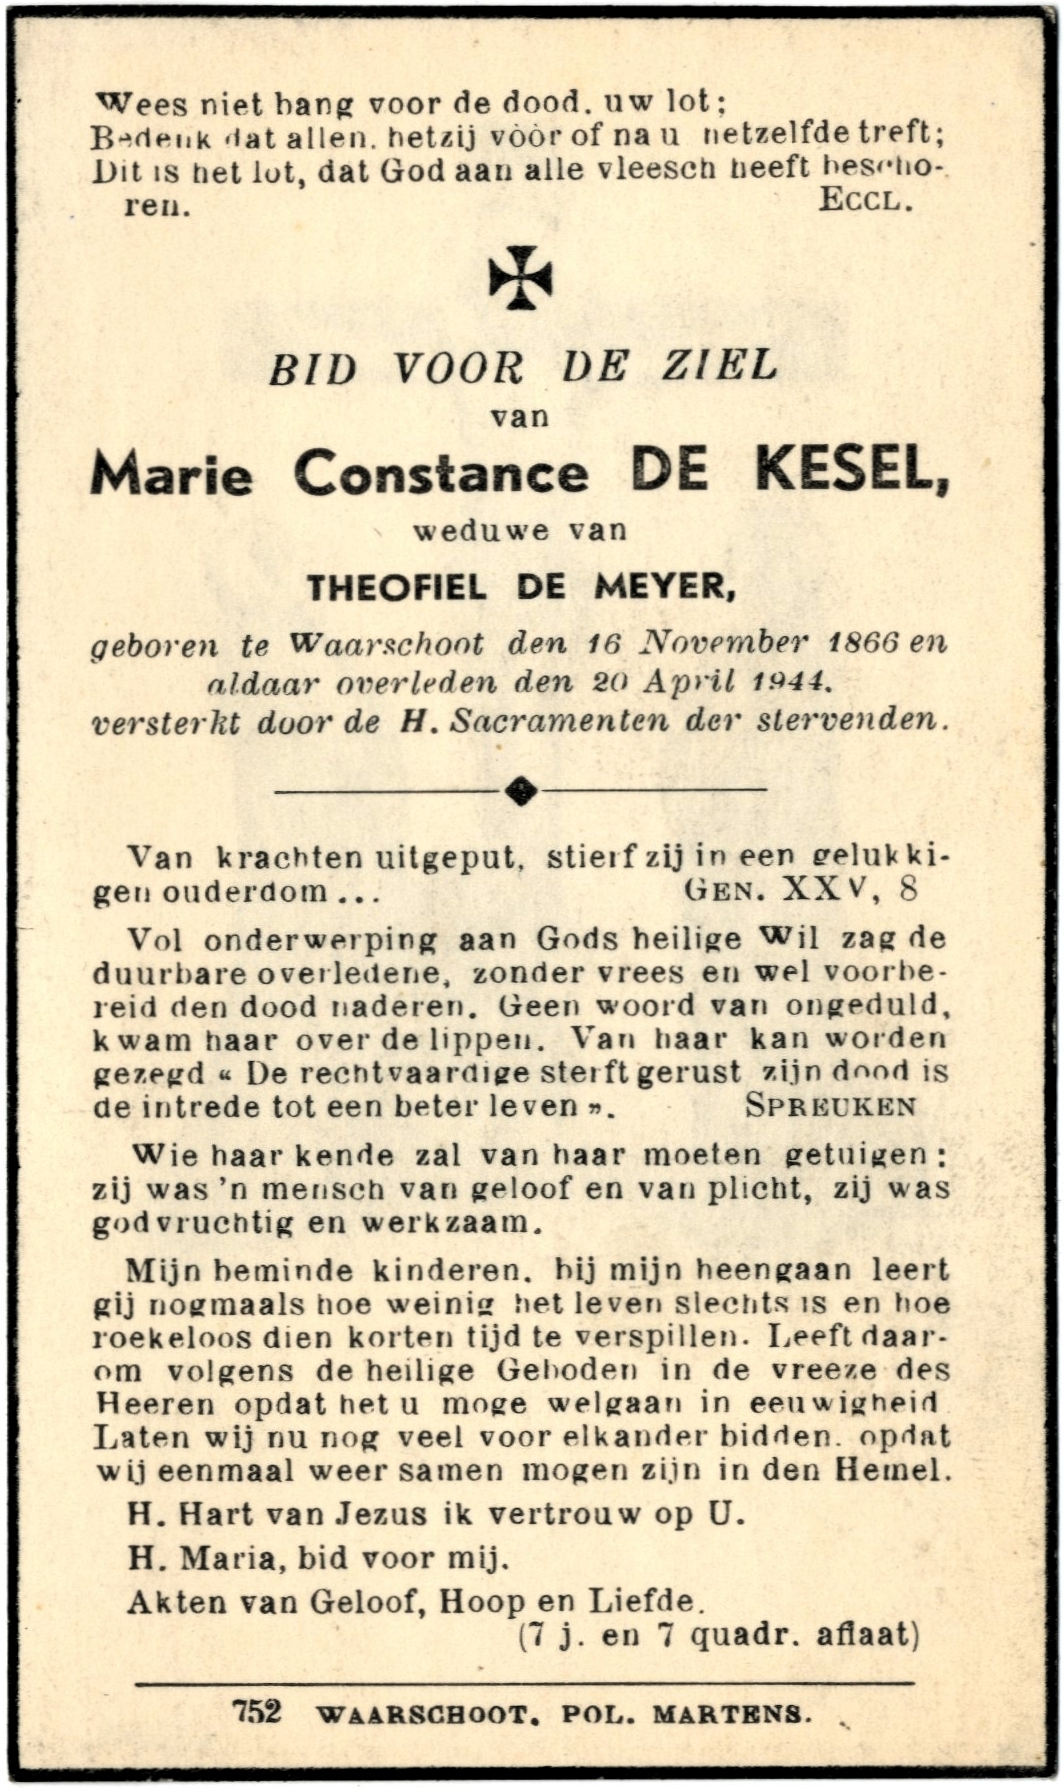 Wees niet bang voor de dood. uw lot;
Bedenk dat allen. hetzij vòòr of na u hetzelfde treft;
Dit is het lot, dat God aan alle vleesch heeft bescho-
ren. ECCL.
BID VOOR DE ZIEL
van
Marie Constance DE KESEL,
weduwe van
THEOFIEL DE MEYER,
geboren te Waarschoot den 16 November 1866 en
aldaar overleden den 20 April 1944.
versterkt door de H. Sacramenten der stervenden.
Van krachten uitgeput, stierf zij in een gelukki-
gen ouderdom... GEN. XXV, 8
Vol onderwerping aan Gods heilige Wil zag de
duurbare overledene, zonder vrees en wel voorbe-
reid den dood naderen. Geen woord van ongeduld,
kwam haar over de lippen. Van haar kan worden
gezegd « De rechtvaardige sterft gerust zijn dood is
de intrede tot een beter leven ». SPREUKEN
Wie haar kende zal van haar moeten getuigen :
zij was 'n mensch van geloof en van plicht, zij was
godvruchtig en werkzaam.
Mijn beminde kinderen. bij mijn heengaan leert
gij nogmaals hoe weinig het leven slechts is en hoe
roekeloos dien korten tijd te verspillen. Leeft daar-
om volgens de heilige Geboden in de vreeze des
Heeren opdat het u moge welgaan in eeuwigheid
Laten wij nu nog veel voor elkander bidden. opdat
wij eenmaal weer samen mogen zijn in den Hemel.
H. Hart van Jezus ik vertrouw op U.
H. Maria, bid voor mij.
Akten van Geloof, Hoop en Liefde.
(7 j. en 7 quadr. aflaat)
752 WAARSCHOOT. POL. MARTENS.